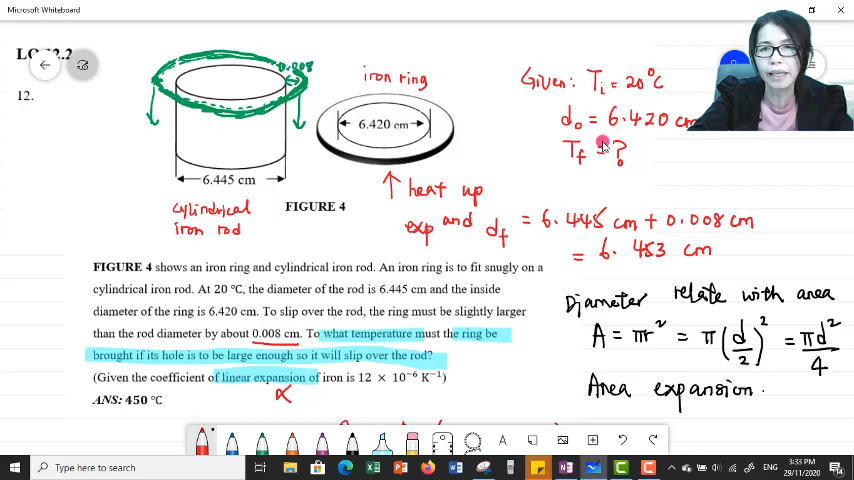 Microsoft Whiteboard
12.
0.008
iron ring
6.420 cm
6.445 cm
cylindrical
iron rod
FIGURE 4
heat up
expand
Given: Ti = 20°C
do = 6.420 cm
Tf = ?
and df = 6.445 cm + 0.008 cm
= 6.453 cm
FIGURE 4 shows an iron ring and cylindrical iron rod. An iron ring is to fit snugly on a
cylindrical iron rod. At 20 °C, the diameter of the rod is 6.445 cm and the inside
diameter of the ring is 6.420 cm. To slip over the rod, the ring must be slightly larger
than the rod diameter by about 0.008 cm. To what temperature must the ring be
brought if its hole is to be large enough so it will slip over the rod?
(Given the coefficient of linear expansion of iron is 12 × 10⁻⁶ K⁻¹)
α
ANS: 450 °C
Diameter relate with area
A = πr² = π(d/2)² = πd²/4
Area expansion.
Type here to search
ENG
3:33 PM
29/11/2020
14